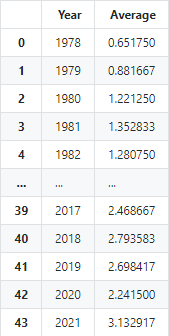 Year Average
0 1978 0.651750
1 1979 0.881667
2 1980 1.221250
3 1981 1.352833
4 1982 1.280750
... ... ...
39 2017 2.468667
40 2018 2.793583
41 2019 2.698417
42 2020 2.241500
43 2021 3.132917